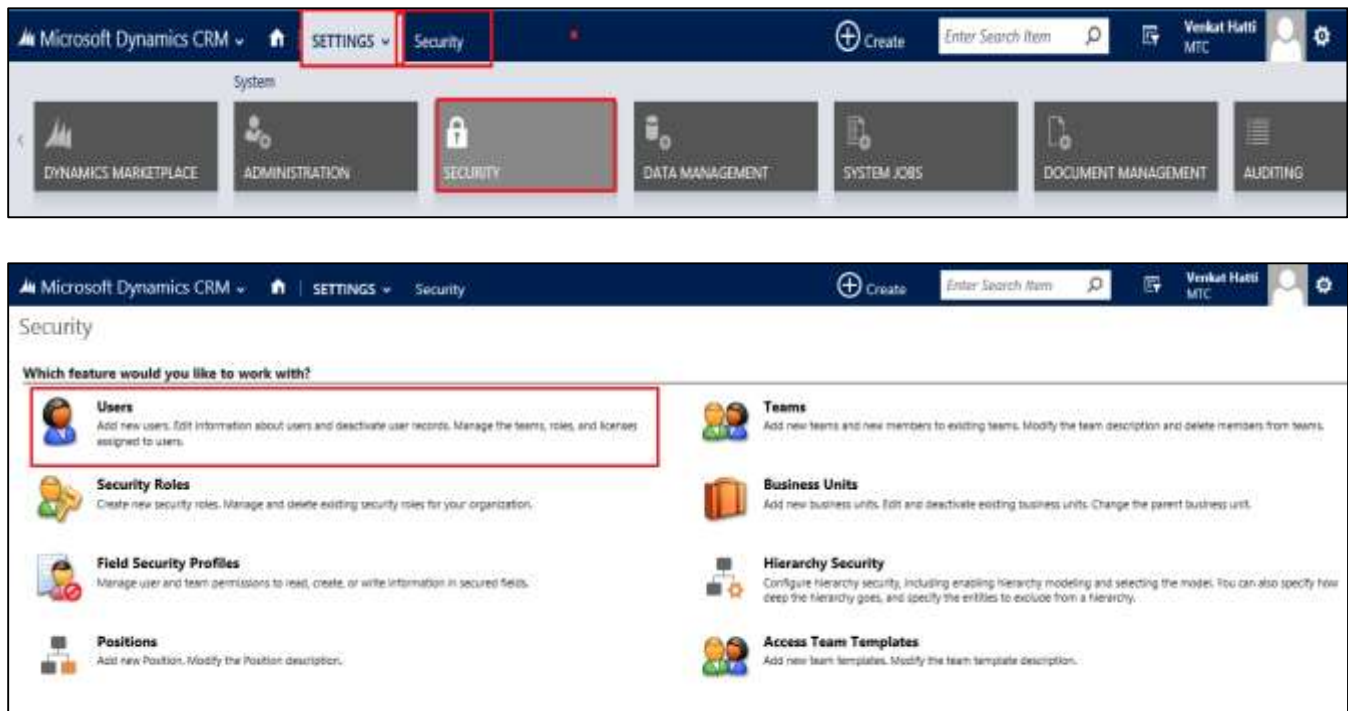 Microsoft Dynamics CRM SETTINGS Security Create Enter Search Item Venkat Hatti
MTC
System
DYNAMICS MARKETPLACE ADMINISTRATION SECURITY DATA MANAGEMENT SYSTEM JOBS DOCUMENT MANAGEMENT AUDITING
Microsoft Dynamics CRM SETTINGS Security Create Enter Search Item Venkat Hatti
MTC
Security
Which feature would you like to work with?
Users
Add new users. Edit information about users and deactivate user records. Manage the teams, roles, and licenses
assigned to users.
Teams
Add new teams and new members to existing teams. Modify the team description and delete members from teams.
Security Roles
Create new security roles. Manage and delete existing security roles for your organization.
Business Units
Add new business units. Edit and deactivate existing business units. Change the parent business unit.
Field Security Profiles
Manage user and team permissions to read, create, or write information in secured fields.
Hierarchy Security
Configure hierarchy security, including enabling hierarchy modeling and selecting the model. You can also specify how
deep the hierarchy goes, and specify the entities to exclude from a hierarchy.
Positions
Add new Position. Modify the Position description.
Access Team Templates
Add new team templates. Modify the team template description.